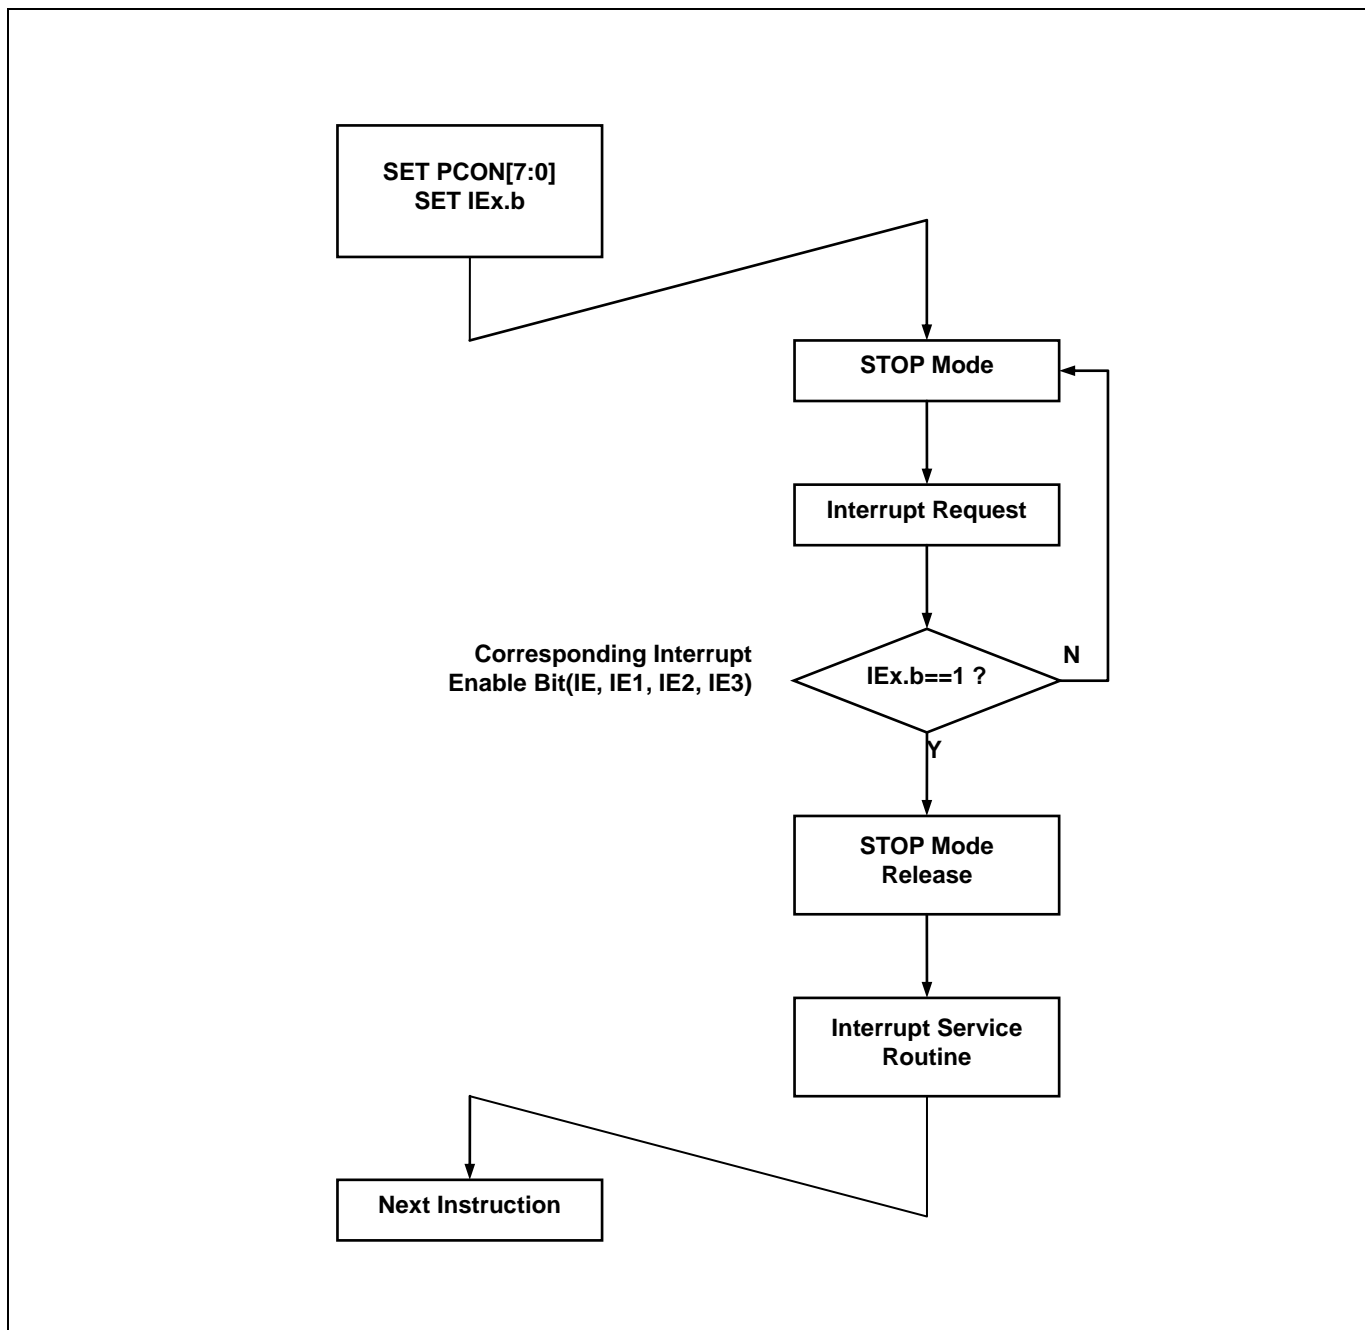 SET PCON[7:0]
SET IEx.b
STOP Mode
Interrupt Request
Corresponding Interrupt
Enable Bit(IE, IE1, IE2, IE3)
IEx.b==1 ?
N
Y
STOP Mode
Release
Interrupt Service
Routine
Next Instruction